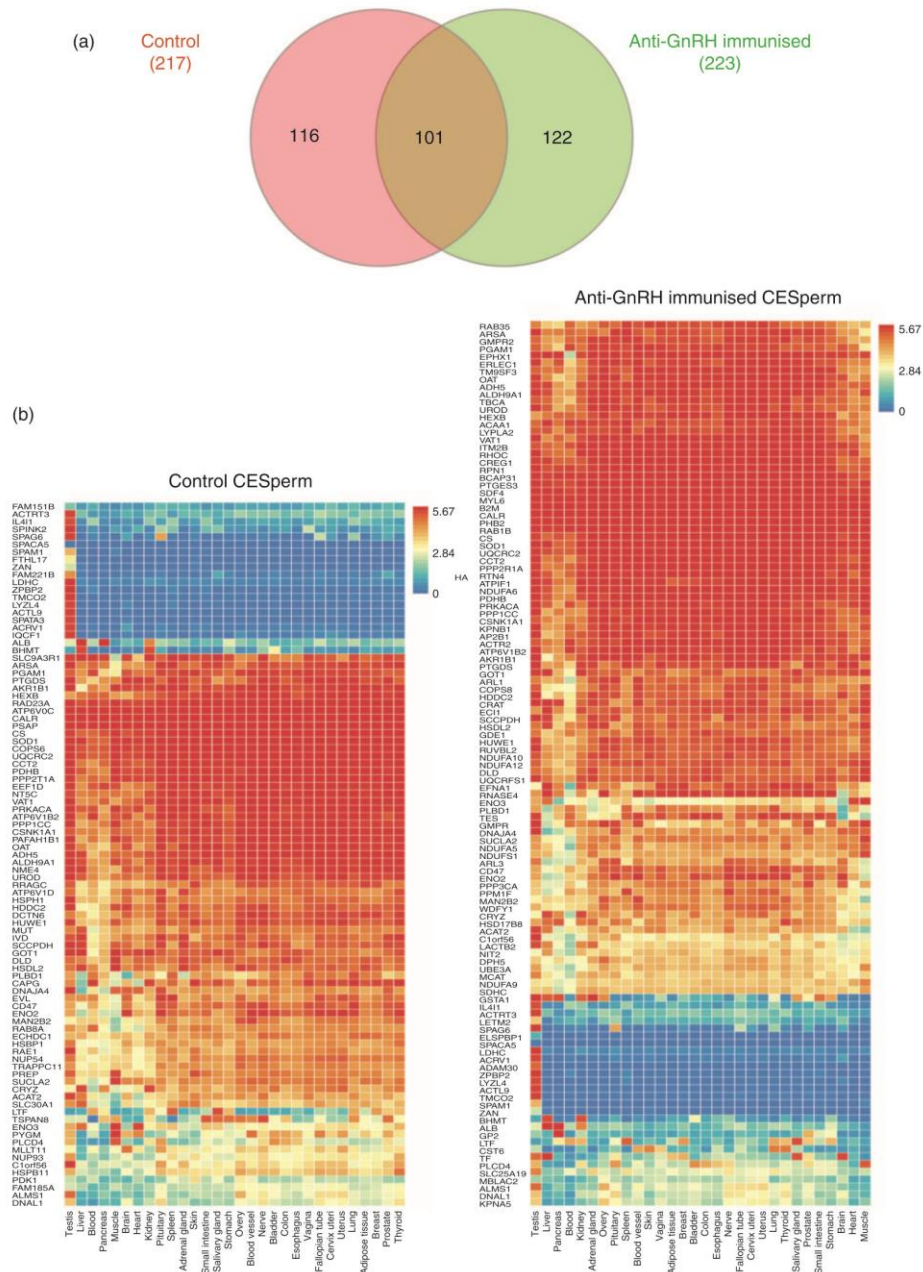 (a)
Control
(217)
Anti-GnRH immunised
(223)
116
101
122
(b)
Control CESperm
FAM151B
ACTRT3
IL4I1
SPINK2
SPAG6
SPACA5
SPAM1
FTHL17
ZAN
FAM221B
LDHC
ZPBP2
TMCO2
LYZL4
ACTL9
SPATA3
ACRV1
IQCF1
ALB
BHMT
SLC9A3R1
ARSA
PGAM1
PTGDS
AKR1B1
HEXB
RAD23A
ATP6V0C
CALR
PSAP
CS
SOD1
COPS6
UQCRC2
CCT2
PDHB
PPP2T1A
EEF1D
NT5C
VAT1
PRKACA
ATP6V1B2
PPP1CC
CSNK1A1
PAFAH1B1
OAT
ADH5
ALDH9A1
NME4
UROD
RRAGC
ATP6V1D
HSPH1
HDDC2
DCTN6
HUWE1
MUT
IVD
SCCPDH
GOT1
DLD
HSDL2
PLBD1
CAPG
DNAJA4
EVL
CD47
ENO2
MAN2B2
RAB8A
ECHDC1
HSBP1
RAE1
NUP54
TRAPPC11
PREP
SUCLA2
CRYZ
ACAT2
SLC30A1
LTF
TSPAN8
ENO3
PYGM
PLCD4
MLLT11
NUP93
C1orf56
HSPB11
PDK1
FAM185A
ALMS1
DNAL1
5.67
2.84
0
HA
Testis
Liver
Blood
Pancreas
Muscle
Brain
Heart
Kidney
Pituitary
Spleen
Adrenal gland
Skin
Small intestine
Salivary gland
Stomach
Overy
Blood vessel
Nerve
Bladder
Colon
Esophagus
Vagina
Lung
Fallopian tube
Cervix uteri
Uterus
Adipose tissue
Breast
Prostate
Thyroid
Anti-GnRH immunised CESperm
RAB35
ARSA
GMPR2
PGAM1
EPHX1
ERLEC1
TM9SF3
OAT
ADH5
ALDH9A1
TBCA
UROD
HEXB
ACAA1
LYPLA2
VAT1
ITM2B
RHOC
CREG1
RPN1
BCAP31
PTGES3
SDF4
MYL6
B2M
CALR
PHB2
RAB1B
CS
SOD1
UQCRC2
CCT2
PPP2R1A
RTN4
ATPIF1
NDUFA6
PDHB
PRKACA
PPP1CC
CSNK1A1
KPNB1
AP2B1
ACTR2
ATP6V1B2
AKR1B1
PTGDS
GOT1
ARL1
COPS8
HDDC2
CRAT
ECI1
SCCPDH
HSDL2
GDE1
HUWE1
RUVBL2
NDUFA10
NDUFA12
DLD
UQCRFS1
EFNA1
RNASE4
ENO3
PLBD1
TES
GMPR
DNAJA4
SUCLA2
NDUFA5
NDUFS1
ARL3
CD47
ENO2
PPP3CA
PPM1F
MAN2B2
WDFY1
CRYZ
HSD17B8
ACAT2
C1orf56
LACTB2
NIT2
DPH5
UBE3A
MCAT
NDUFA9
SDHC
GSTA1
IL4I1
ACTRT3
LETM2
SPAG6
ELSPBP1
SPACA5
LDHC
ACRV1
ADAM30
ZPBP2
LYZL4
ACTL9
TMCO2
SPAM1
ZAN
BHMT
ALB
GP2
LTF
CST6
TF
PLCD4
SLC25A19
MBLAC2
ALMS1
DNAL1
KPNA5
5.67
2.84
0
Testis
Liver
Pancreas
Blood
Kidney
Adrenal gland
Overy
Pituitary
Spleen
Blood vessel
Skin
Vagina
Adipose tissue
Breast
Bladder
Colon
Esophagus
Nerve
Fallopian tube
Cervix uteri
Uterus
Lung
Thyroid
Salivary gland
Prostate
Small intestine
Stomach
Brain
Heart
Muscle